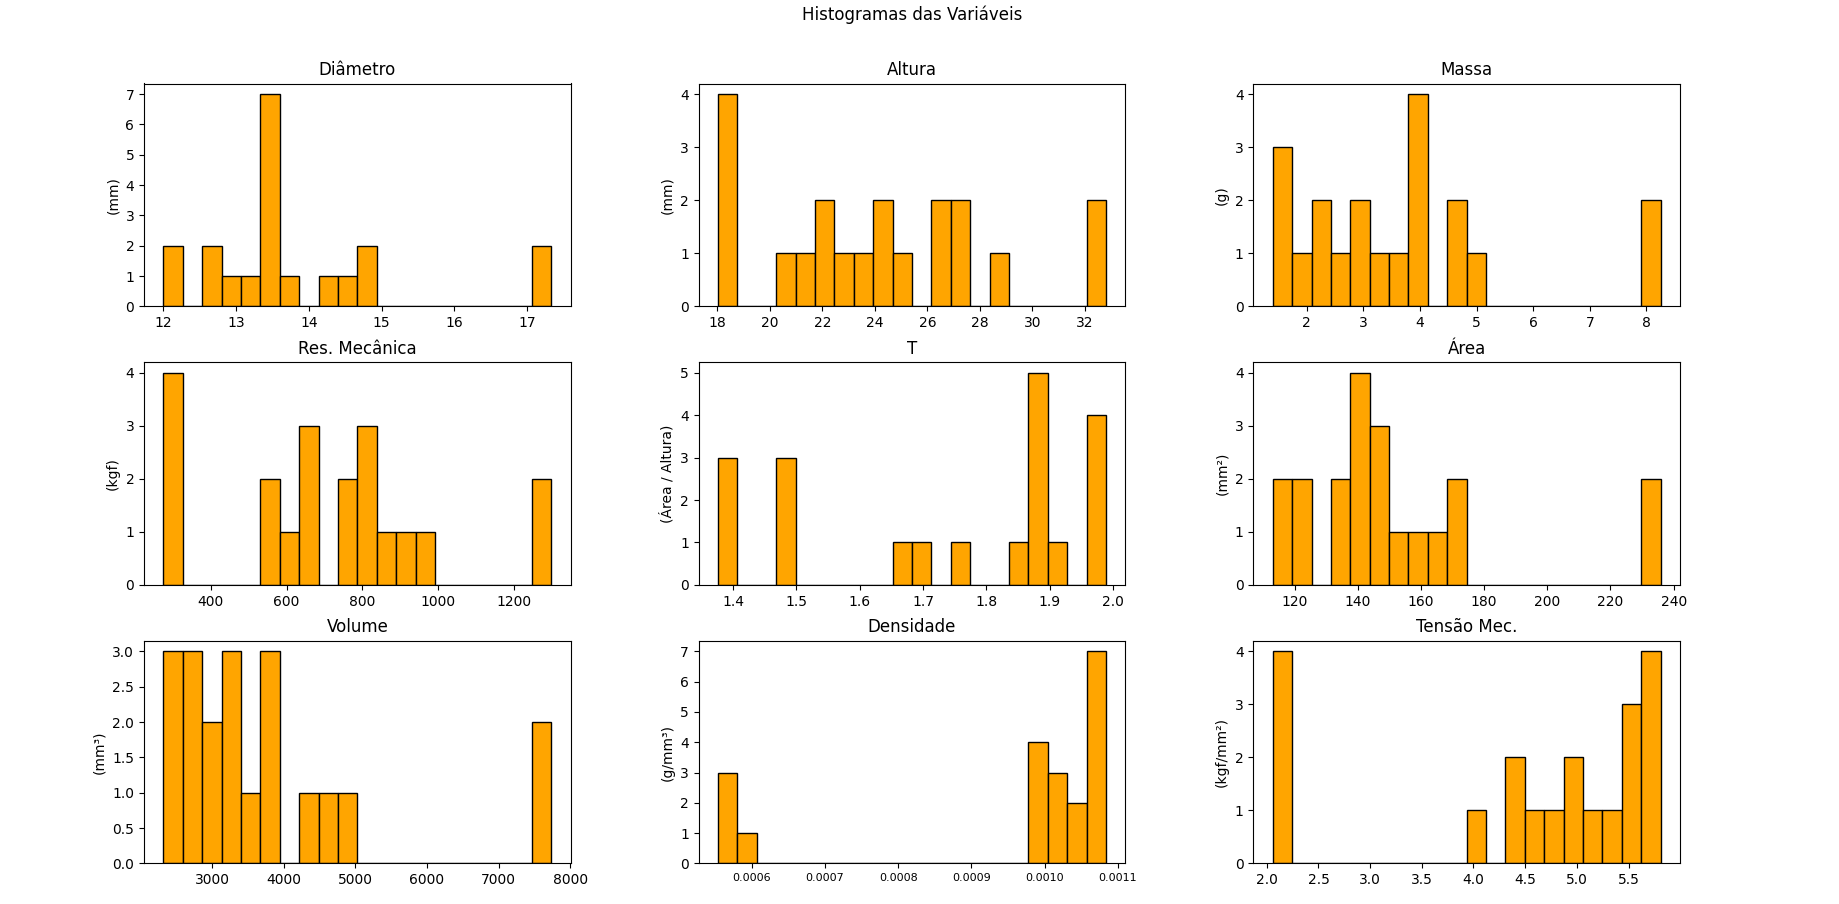 Histogramas das Variáveis
Diâmetro
(mm)
7
6
5
4
3
2
1
0
12 13 14 15 16 17
Altura
(mm)
4
3
2
1
0
18 20 22 24 26 28 30 32
Massa
(g)
4
3
2
1
0
2 3 4 5 6 7 8
Res. Mecânica
(kgf)
4
3
2
1
0
400 600 800 1000 1200
T
(Área / Altura)
5
4
3
2
1
0
1.4 1.5 1.6 1.7 1.8 1.9 2.0
Área
(mm²)
4
3
2
1
0
120 140 160 180 200 220 240
Volume
(mm³)
3.0
2.5
2.0
1.5
1.0
0.5
0.0
3000 4000 5000 6000 7000 8000
Densidade
(g/mm³)
7
6
5
4
3
2
1
0
0.0006 0.0007 0.0008 0.0009 0.0010 0.0011
Tensão Mec.
(kgf/mm²)
4
3
2
1
0
2.0 2.5 3.0 3.5 4.0 4.5 5.0 5.5